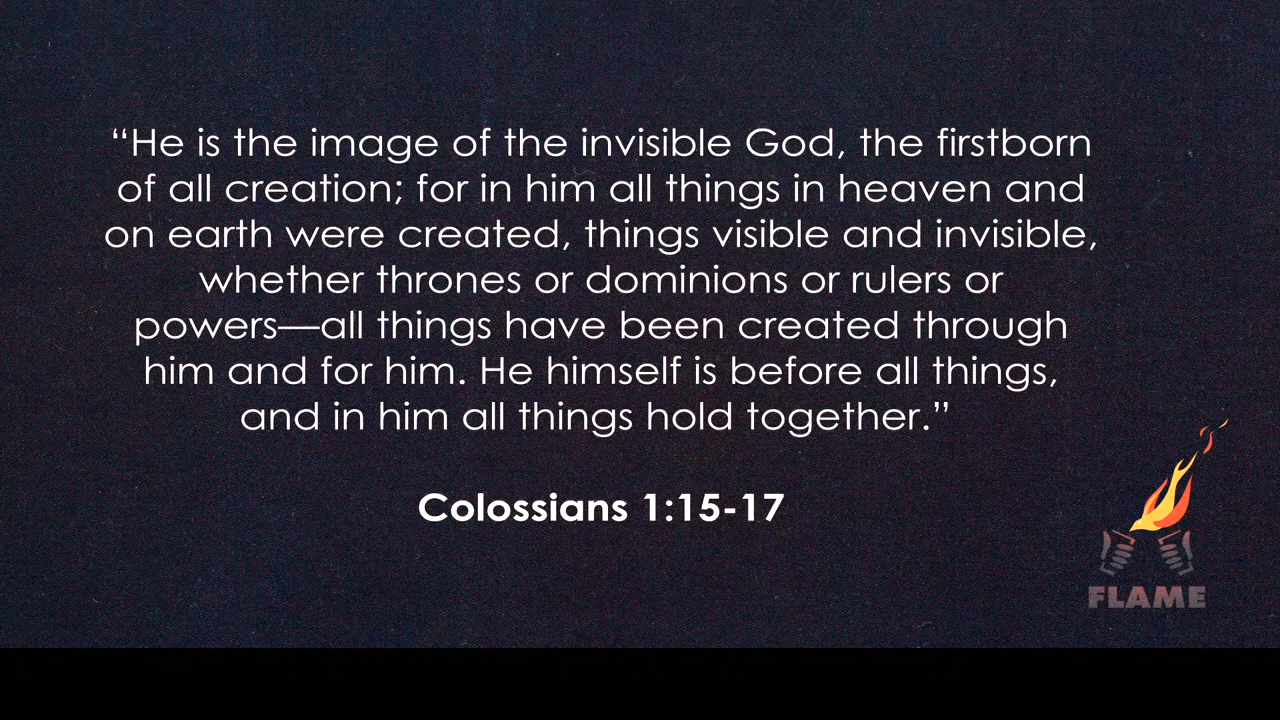 “He is the image of the invisible God, the firstborn
of all creation; for in him all things in heaven and
on earth were created, things visible and invisible,
whether thrones or dominions or rulers or
powers—all things have been created through
him and for him. He himself is before all things,
and in him all things hold together.”
Colossians 1:15-17
FLAME